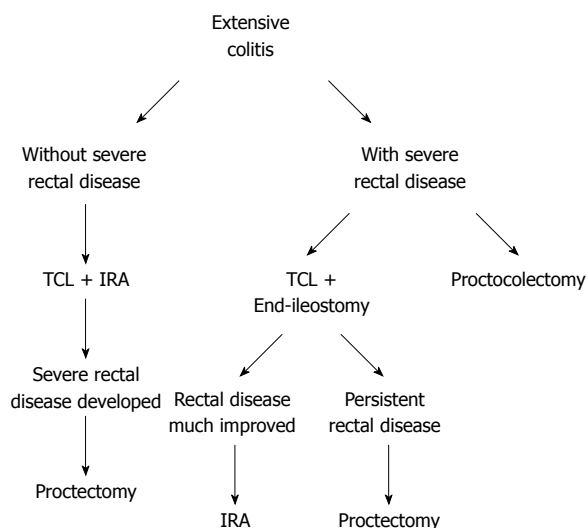 Extensive
colitis
Without severe
rectal disease
With severe
rectal disease
TCL + IRA
TCL +
End-ileostomy
Proctocolectomy
Severe rectal
disease developed
Rectal disease
much improved
Persistent
rectal disease
Proctectomy
IRA
Proctectomy